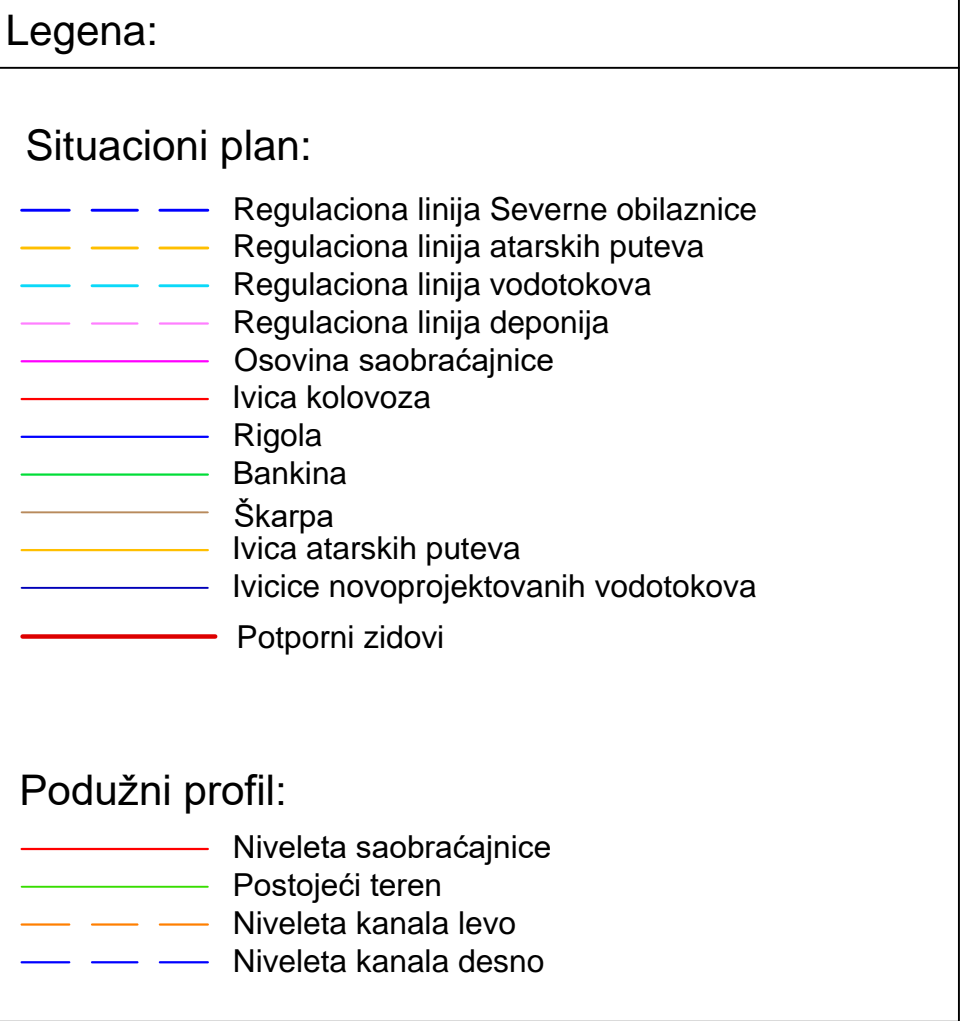 Legena:
Situacioni plan:
Regulaciona linija Severne obilaznice
Regulaciona linija atarskih puteva
Regulaciona linija vodotokova
Regulaciona linija deponija
Osovina saobraćajnice
Ivica kolovoza
Rigola
Bankina
Škarpa
Ivica atarskih puteva
Ivicice novoprojektovanih vodotokova
Potporni zidovi
Podužni profil:
Niveleta saobraćajnice
Postojeći teren
Niveleta kanala levo
Niveleta kanala desno